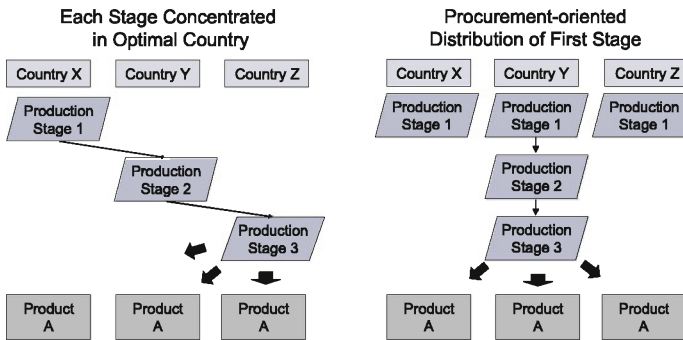 Each Stage Concentrated
in Optimal Country
Country X
Country Y
Country Z
Production
Stage 1
Production
Stage 2
Production
Stage 3
Product
A
Product
A
Product
A
Procurement-oriented
Distribution of First Stage
Country X
Country Y
Country Z
Production
Stage 1
Production
Stage 1
Production
Stage 1
Production
Stage 2
Production
Stage 3
Product
A
Product
A
Product
A